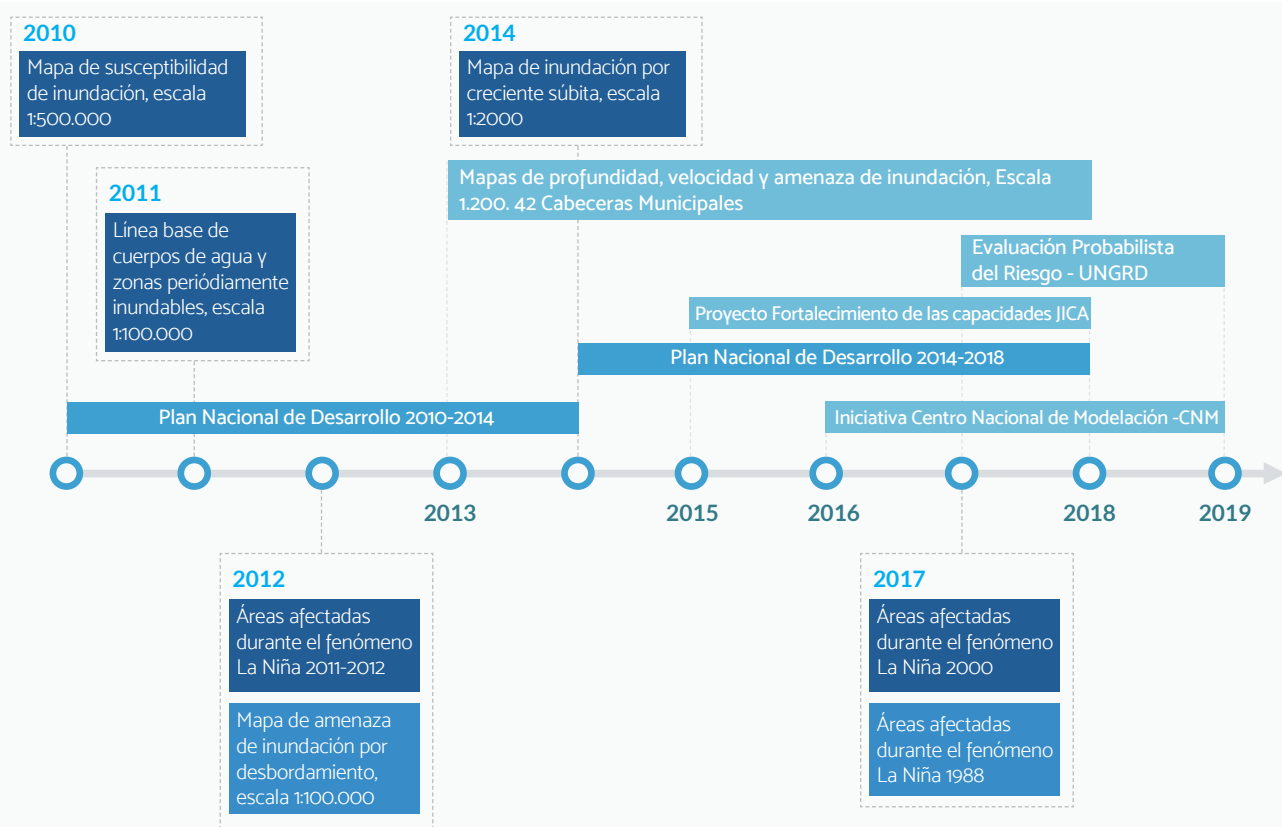 2010
Mapa de susceptibilidad
de inundación, escala
1:500.000
2014
Mapa de inundación por
creciente súbita, escala
1:2000
2011
Línea base de
cuerpos de agua y
zonas periódiamente
inundables, escala
1:100.000
Mapas de profundidad, velocidad y amenaza de inundación, Escala
1.200. 42 Cabeceras Municipales
Evaluación Probabilista
del Riesgo - UNGRD
Proyecto Fortalecimiento de las capacidades JICA
Plan Nacional de Desarrollo 2014-2018
Plan Nacional de Desarrollo 2010-2014
Iniciativa Centro Nacional de Modelación -CNM
2013
2015
2016
2018
2019
2012
Áreas afectadas
durante el fenómeno
La Niña 2011-2012
Mapa de amenaza
de inundación por
desbordamiento,
escala 1:100.000
2017
Áreas afectadas
durante el fenómeno
La Niña 2000
Áreas afectadas
durante el fenómeno
La Niña 1988